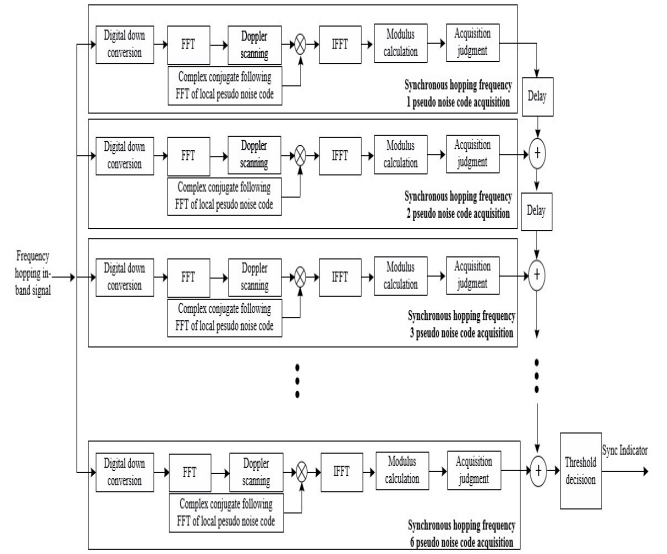 Digital down
conversion
FFT
Doppler
scanning
IFFT
Modulus
calculation
Acquisition
judgment
Complex conjugate following
FFT of local pesudo noise code
Synchronous hopping frequency
1 pseudo noise code acquisition
Delay
Digital down
conversion
FFT
Doppler
scanning
IFFT
Modulus
calculation
Acquisition
judgment
+
Complex conjugate following
FFT of local pesudo noise code
Synchronous hopping frequency
2 pseudo noise code acquisition
Delay
Frequency
hopping in-
band signal
Digital down
conversion
FFT
Doppler
scanning
IFFT
Modulus
calculation
Acquisition
judgment
+
Complex conjugate following
FFT of local pesudo noise code
Synchronous hopping frequency
3 pseudo noise code acquisition
Digital down
conversion
FFT
Doppler
scanning
IFFT
Modulus
calculation
Acquisition
judgment
+
Threshold
decisioon
Sync Indicator
Complex conjugate following
FFT of local pesudo noise code
Synchronous hopping frequency
6 pseudo noise code acquisition